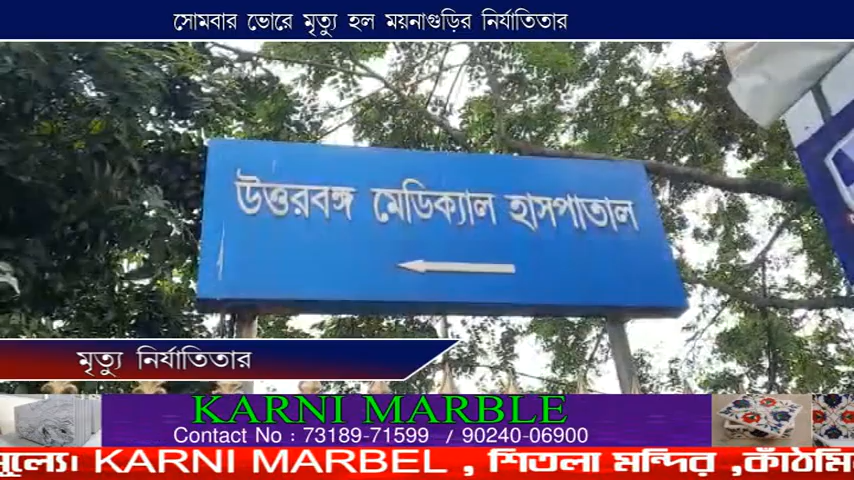 সোমবার ভোরে মৃত্যু হল ময়নাগুড়ির নির্যাতিতার
উত্তরবঙ্গ মেডিক্যাল হাসপাতাল
মৃত্যু নির্যাতিতার
KARNI MARBLE
Contact No : 73189-71599 / 90240-06900
KARNI MARBEL , শিতলা মন্দির ,